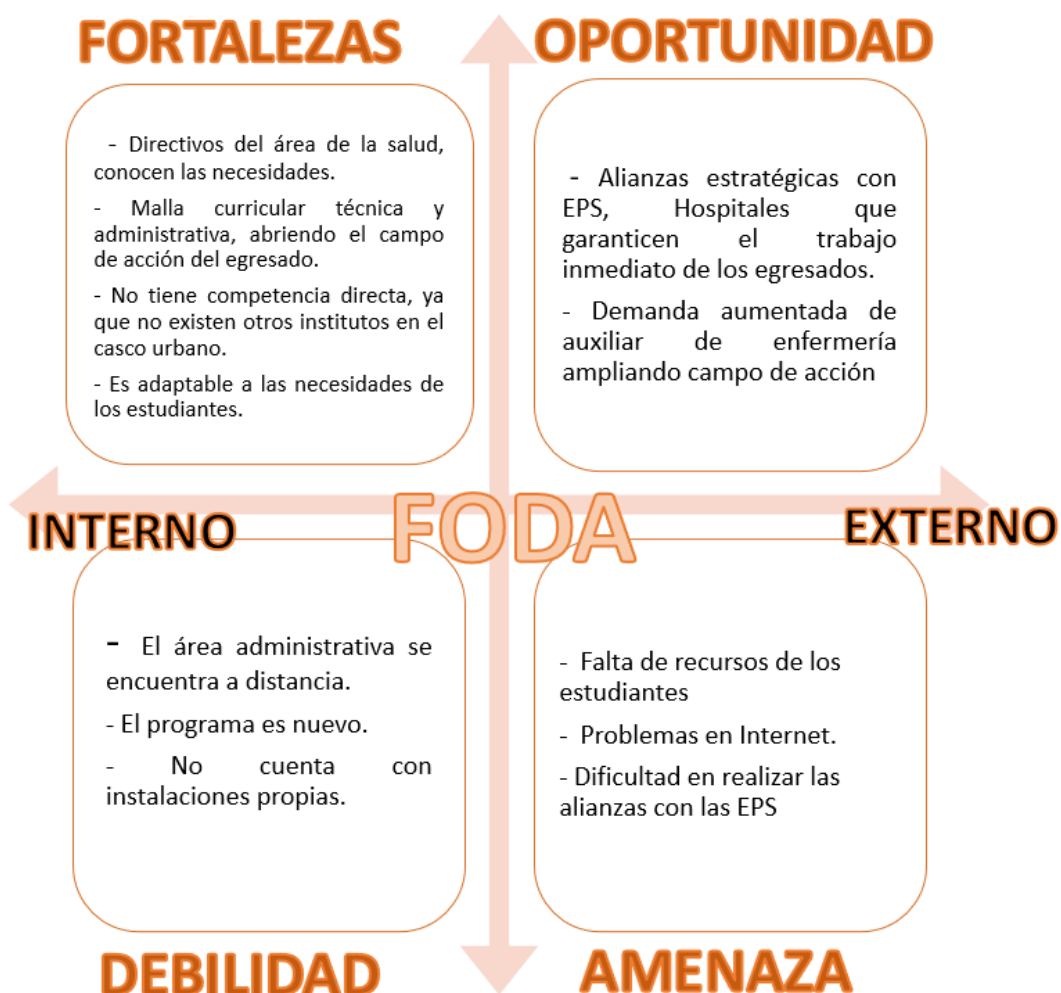 FORTALEZAS
- Directivos del área de la salud,
conocen las necesidades.
- Malla curricular técnica y
administrativa, abriendo el campo
de acción del egresado.
- No tiene competencia directa, ya
que no existen otros institutos en el
casco urbano.
- Es adaptable a las necesidades de
los estudiantes.
OPORTUNIDAD
- Alianzas estratégicas con
EPS, Hospitales que
garanticen el trabajo
inmediato de los egresados.
- Demanda aumentada de
auxiliar de enfermería
ampliando campo de acción
INTERNO
FODA
EXTERNO
- El área administrativa se
encuentra a distancia.
- El programa es nuevo.
- No cuenta con
instalaciones propias.
DEBILIDAD
- Falta de recursos de los
estudiantes
- Problemas en Internet.
- Dificultad en realizar las
alianzas con las EPS
AMENAZA